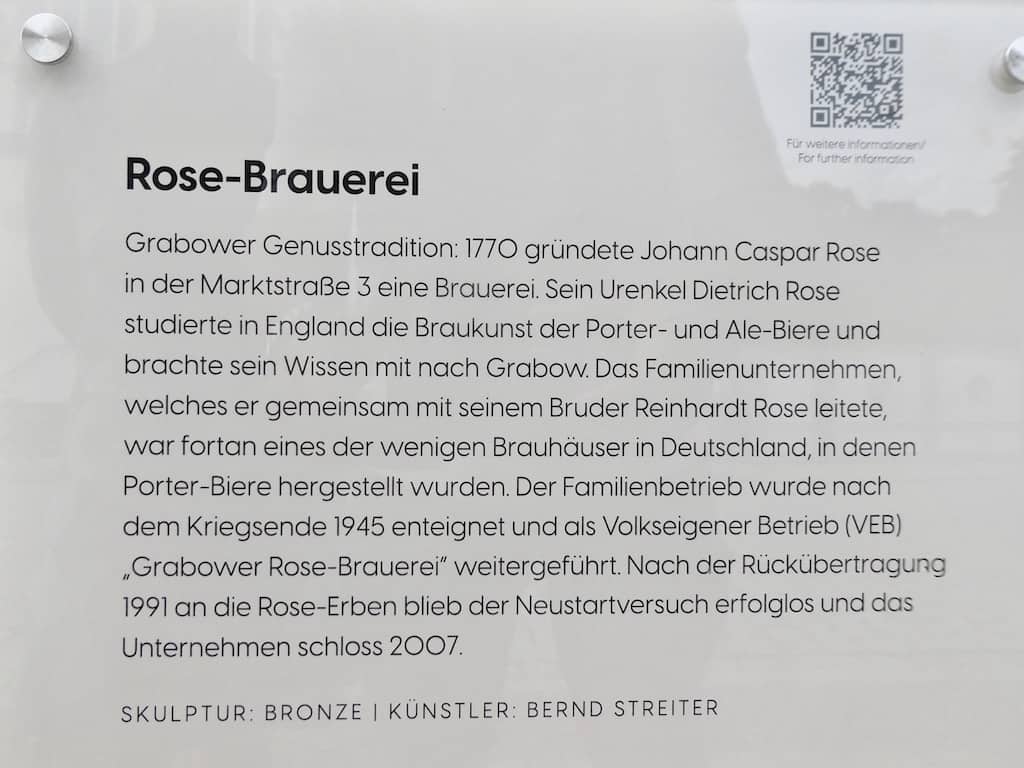 Für weitere Informationen/
For further information
Rose-Brauerei
Grabower Genusstradition: 1770 gründete Johann Caspar Rose
in der Marktstraße 3 eine Brauerei. Sein Urenkel Dietrich Rose
studierte in England die Braukunst der Porter- und Ale-Biere und
brachte sein Wissen mit nach Grabow. Das Familienunternehmen,
welches er gemeinsam mit seinem Bruder Reinhardt Rose leitete,
war fortan eines der wenigen Brauhäuser in Deutschland, in denen
Porter-Biere hergestellt wurden. Der Familienbetrieb wurde nach
dem Kriegsende 1945 enteignet und als Volkseigener Betrieb (VEB)
„Grabower Rose-Brauerei“ weitergeführt. Nach der Rückübertragung
1991 an die Rose-Erben blieb der Neustartversuch erfolglos und das
Unternehmen schloss 2007.
SKULPTUR: BRONZE | KÜNSTLER: BERND STREITER